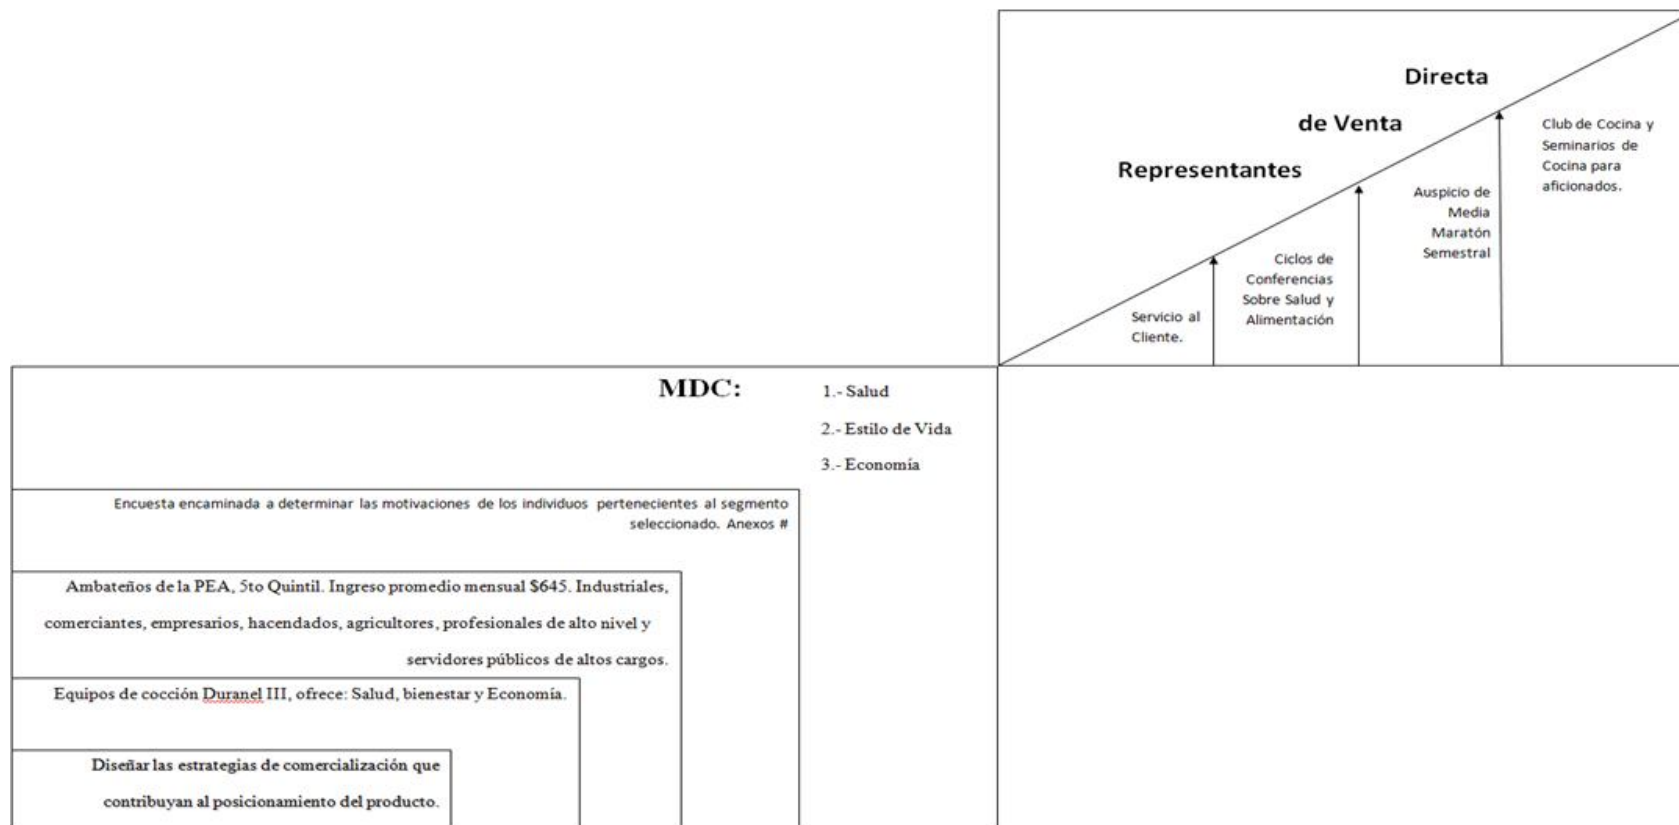 Directa
de Venta
Representantes
Club de Cocina y
Seminarios de
Cocina para
aficionados.
Auspicio de
Media
Maratón
Semestral
Ciclos de
Conferencias
Sobre Salud y
Alimentación
Servicio al
Cliente.
MDC:
1.- Salud
2.- Estilo de Vida
3.- Economía
Encuesta encaminada a determinar las motivaciones de los individuos pertenecientes al segmento
seleccionado. Anexos #
Ambateños de la PEA, 5to Quintil. Ingreso promedio mensual $645. Industriales,
comerciantes, empresarios, hacendados, agricultores, profesionales de alto nivel y
servidores públicos de altos cargos.
Equipos de cocción Duranel III, ofrece: Salud, bienestar y Economía.
Diseñar las estrategias de comercialización que
contribuyan al posicionamiento del producto.